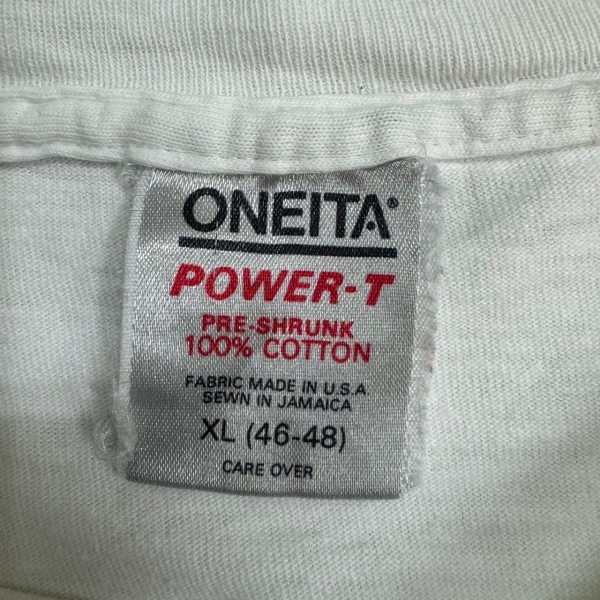 ONEITA®
POWER-T
PRE-SHRUNK
100% COTTON
FABRIC MADE IN U.S.A
SEWN IN JAMAICA
XL (46-48)
CARE OVER